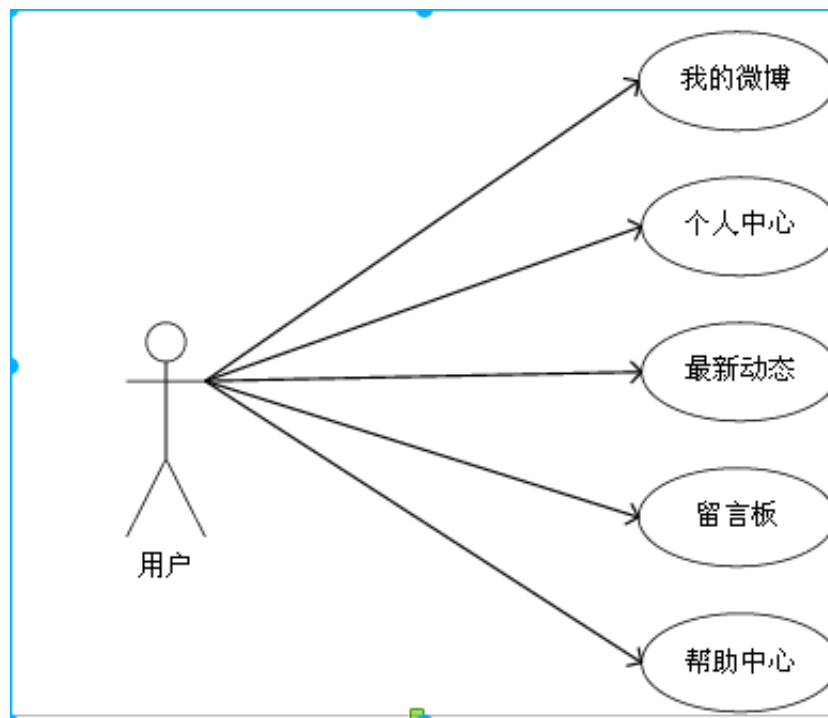 我的微博
个人中心
最新动态
留言板
用户
帮助中心